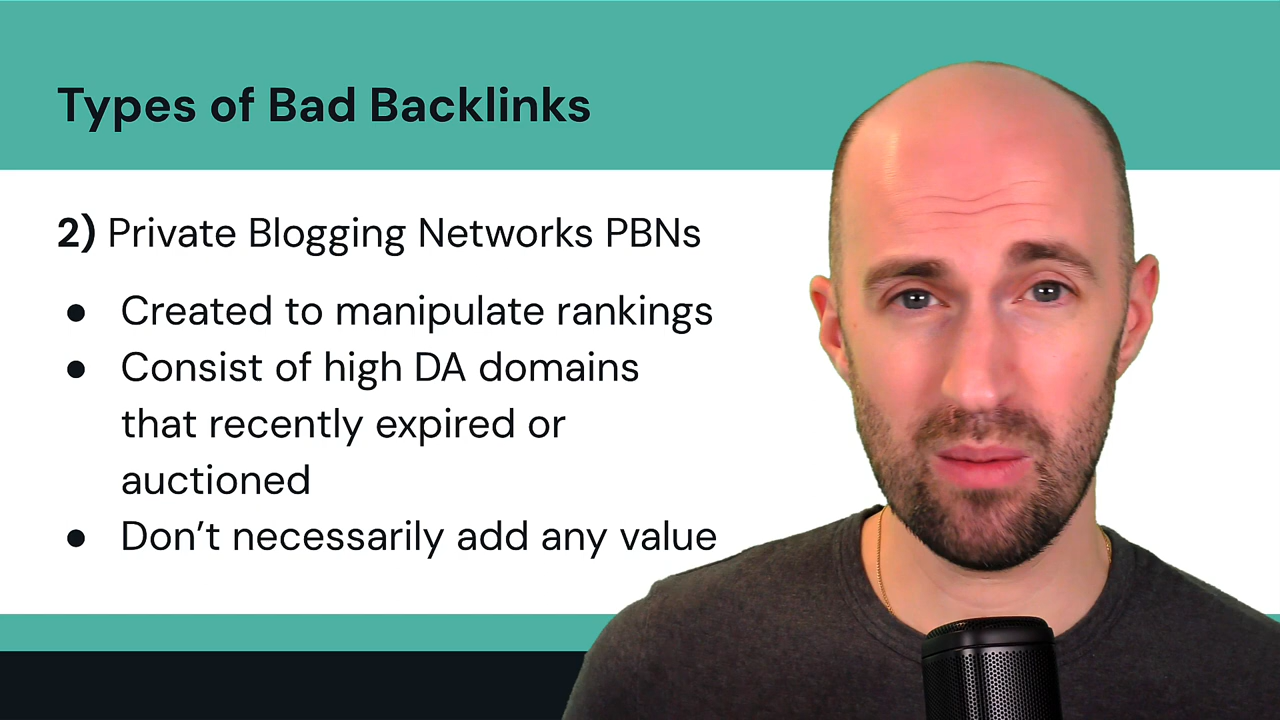 Types of Bad Backlinks
2) Private Blogging Networks PBNs
● Created to manipulate rankings
● Consist of high DA domains
that recently expired or
auctioned
● Don’t necessarily add any value